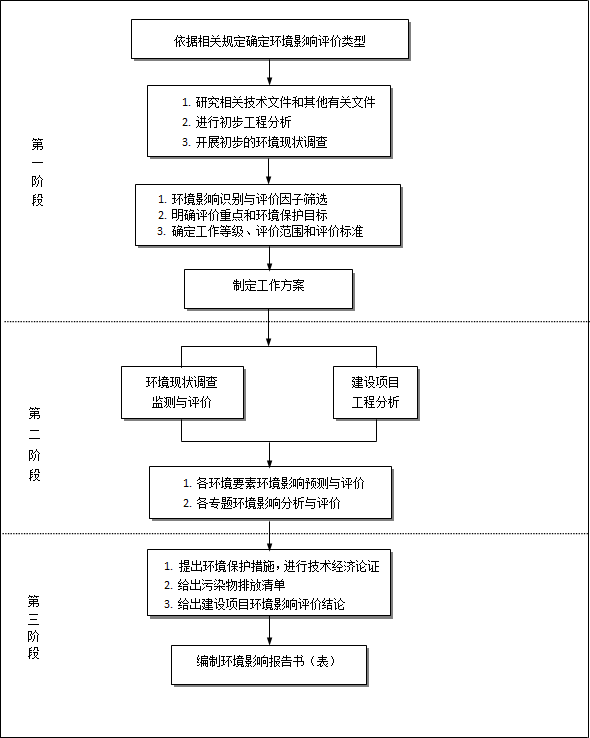 依据相关规定确定环境影响评价类型
1. 研究相关技术文件和其他有关文件
2. 进行初步工程分析
3. 开展初步的环境现状调查
第一阶段
1. 环境影响识别与评价因子筛选
2. 明确评价重点和环境保护目标
3. 确定工作等级、评价范围和评价标准
制定工作方案
第二阶段
环境现状调查
监测与评价
建设项目
工程分析
1. 各环境要素环境影响预测与评价
2. 各专题环境影响分析与评价
第三阶段
1. 提出环境保护措施,进行技术经济论证
2. 给出污染物排放清单
3. 给出建设项目环境影响评价结论
编制环境影响报告书（表）